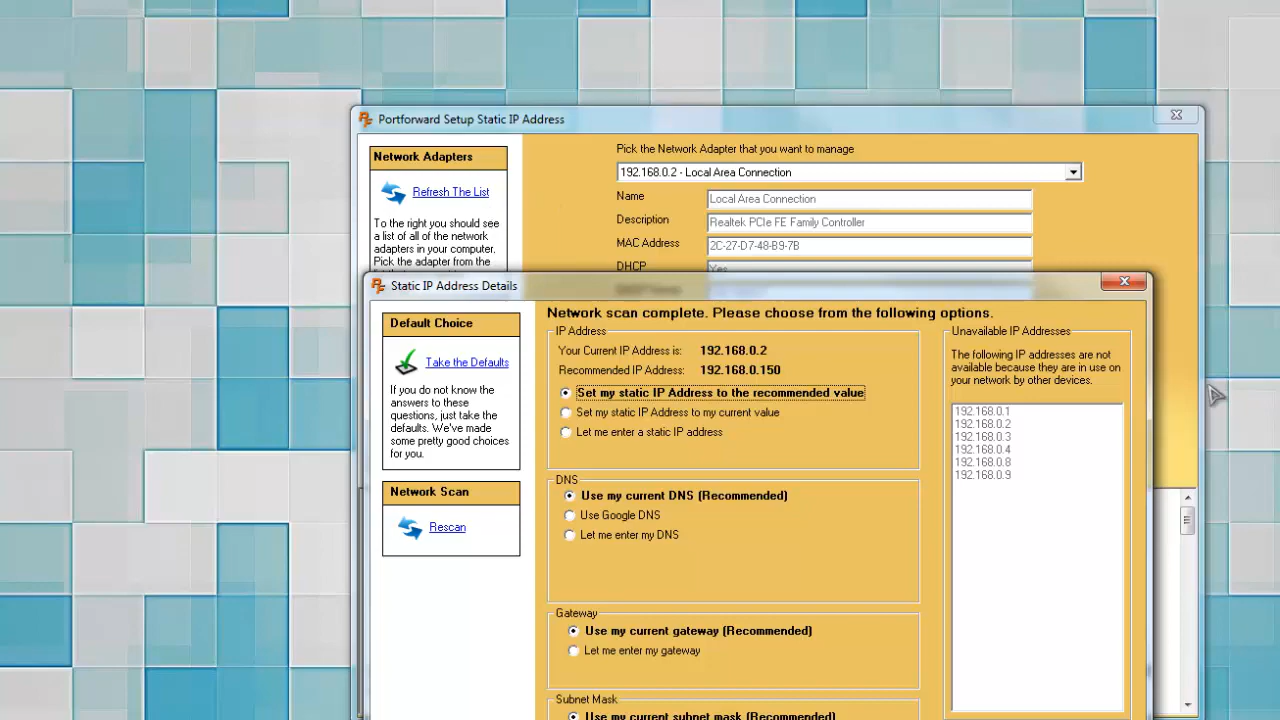 Portforward Setup Static IP Address
Network Adapters
Refresh The List
To the right you should see
a list of all of the network
adapters in your computer.
Pick the adapter from the
Pick the Network Adapter that you want to manage
192.168.0.2 - Local Area Connection
Name
Local Area Connection
Description
Realtek PCIe FE Family Controller
MAC Address
2C-27-D7-48-B9-7B
DHCP
Yes
Static IP Address Details
Default Choice
Take the Defaults
If you do not know the
answers to these
questions, just take the
defaults. We've made
some pretty good choices
for you.
Network Scan
Rescan
Network scan complete. Please choose from the following options.
IP Address
Your Current IP Address is: 192.168.0.2
Recommended IP Address: 192.168.0.150
Set my static IP Address to the recommended value
Set my static IP Address to my current value
Let me enter a static IP address
DNS
Use my current DNS (Recommended)
Use Google DNS
Let me enter my DNS
Gateway
Use my current gateway (Recommended)
Let me enter my gateway
Subnet Mask
Use my current subnet mask (Recommended)
Unavailable IP Addresses
The following IP addresses are not
available because they are in use on
your network by other devices.
192.168.0.1
192.168.0.2
192.168.0.3
192.168.0.4
192.168.0.8
192.168.0.9